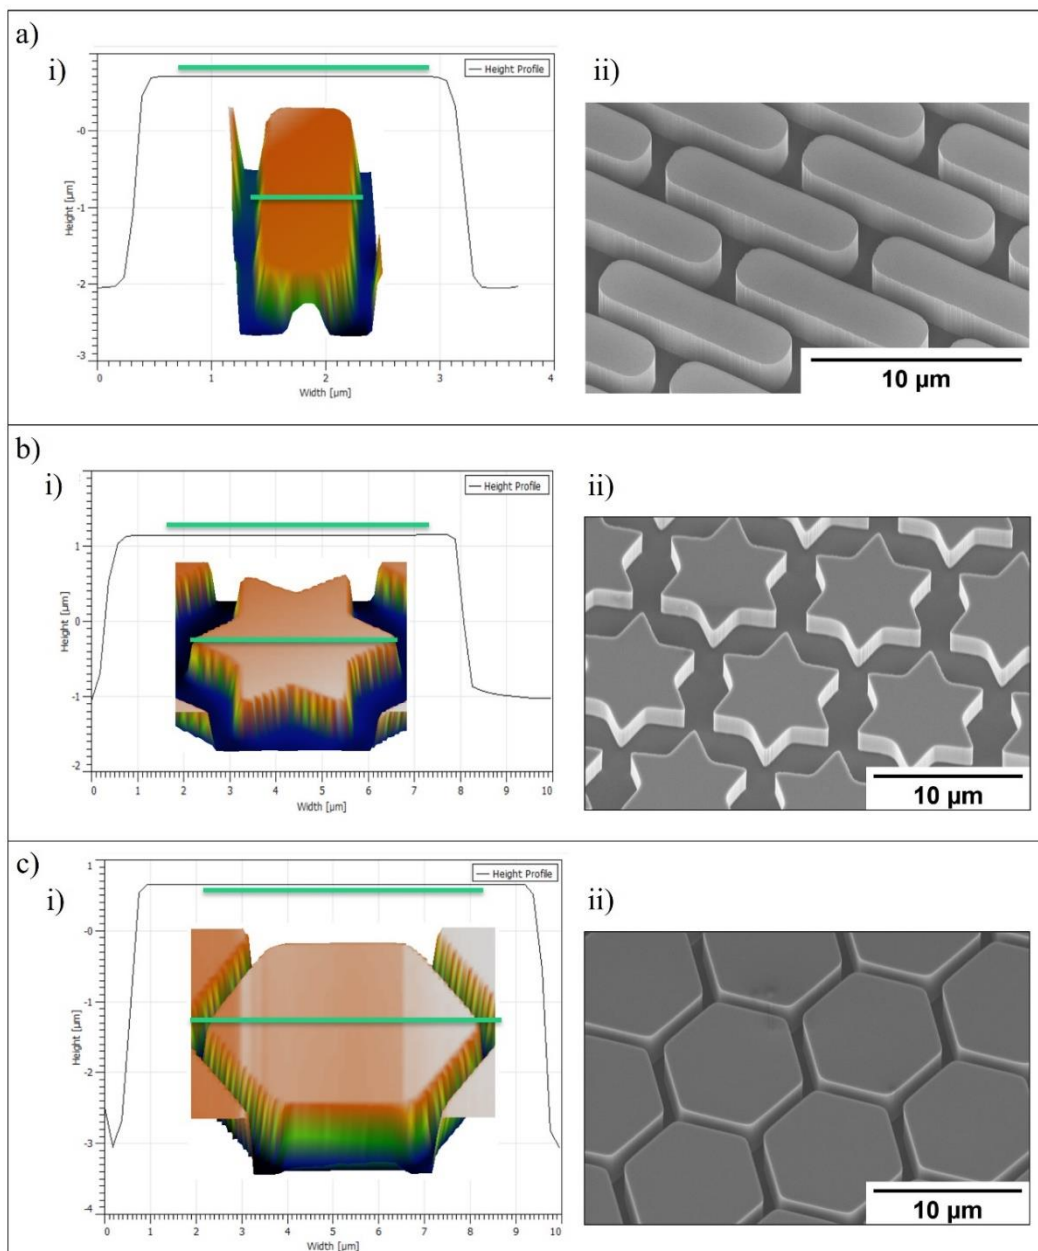 a)
i)
Height Profile
-0
-1
-2
-3
Height [µm]
0 1 2 3 4
Width [µm]
ii)
10 µm
b)
i)
Height Profile
1
0
-1
-2
Height [µm]
0 1 2 3 4 5 6 7 8 9 10
Width [µm]
ii)
10 µm
c)
i)
Height Profile
1
-0
-1
-2
-3
-4
Height [µm]
0 1 2 3 4 5 6 7 8 9 10
Width [µm]
ii)
10 µm